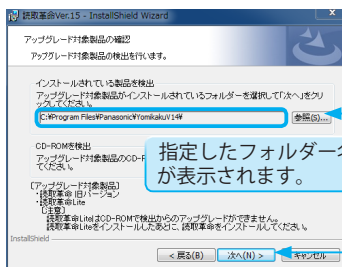 読取革命Ver.15 - InstallShield Wizard
アップグレード対象製品の確認
アップグレード対象製品の検出を行います。
インストールされている製品を検出
アップグレード対象製品がインストールされているフォルダーを選択して「次へ」をクリ
ックしてください。
C:¥Program Files¥Panasonic¥YomikakuV14¥
参照(S)...
CD-ROMを検出
アップグレード対象製品のCD-R
てください。
指定したフォルダー名
が表示されます。
[アップグレード対象製品]
・読取革命 旧バージョン
・読取革命Lite
[注意]
読取革命LiteはCD-ROMで検出からのアップグレードができません。
読取革命Liteをインストールしたあとに、読取革命をインストールしてください。
InstallShield
< 戻る(B)
次へ(N) >
キャンセル